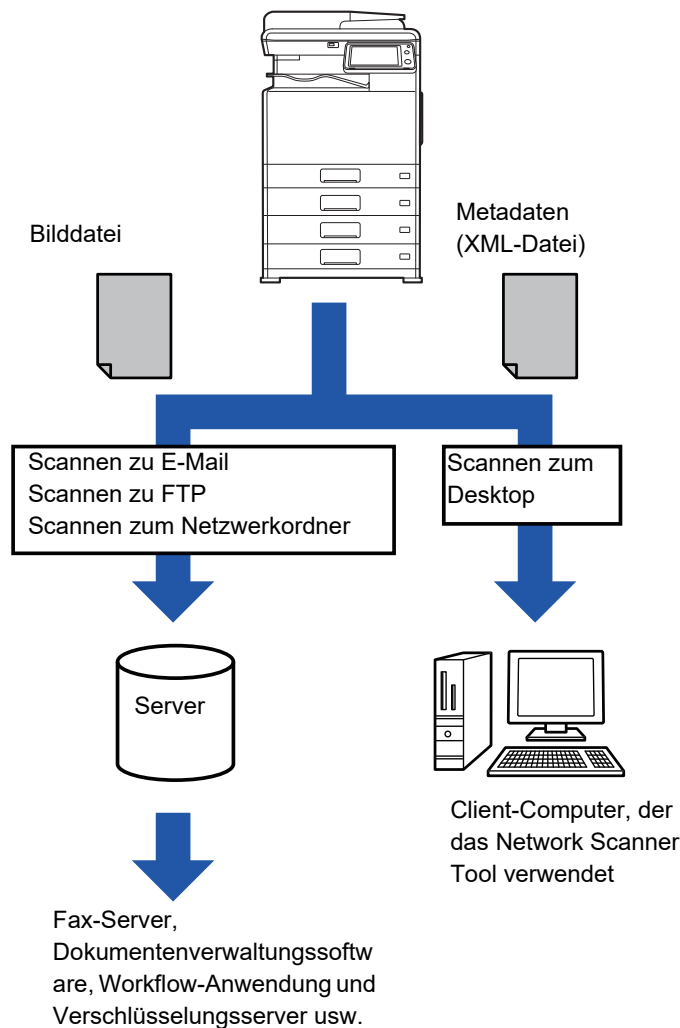 Bilddatei
Metadaten
(XML-Datei)
Scannen zu E-Mail
Scannen zu FTP
Scannen zum Netzwerkordner
Scannen zum
Desktop
Server
Client-Computer, der
das Network Scanner
Tool verwendet
Fax-Server,
Dokumentenverwaltungssoftw
are, Workflow-Anwendung und
Verschlüsselungsserver usw.